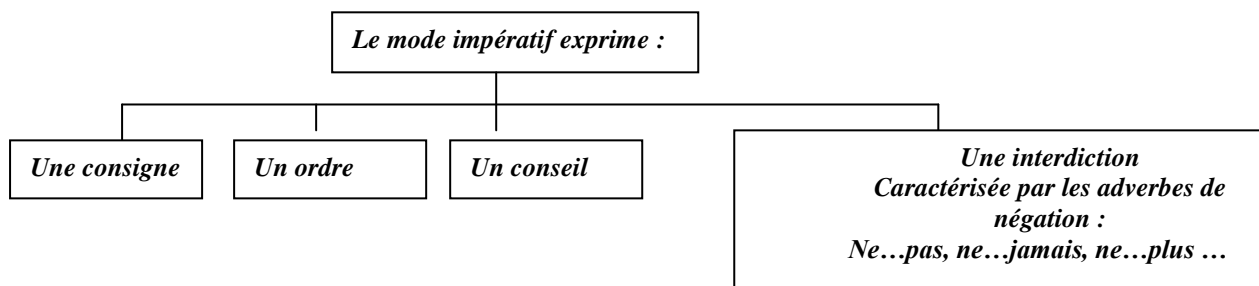 Le mode impératif exprime :
Une consigne
Un ordre
Un conseil
Une interdiction
Caractérisée par les adverbes de
négation :
Ne…pas, ne…jamais, ne…plus …